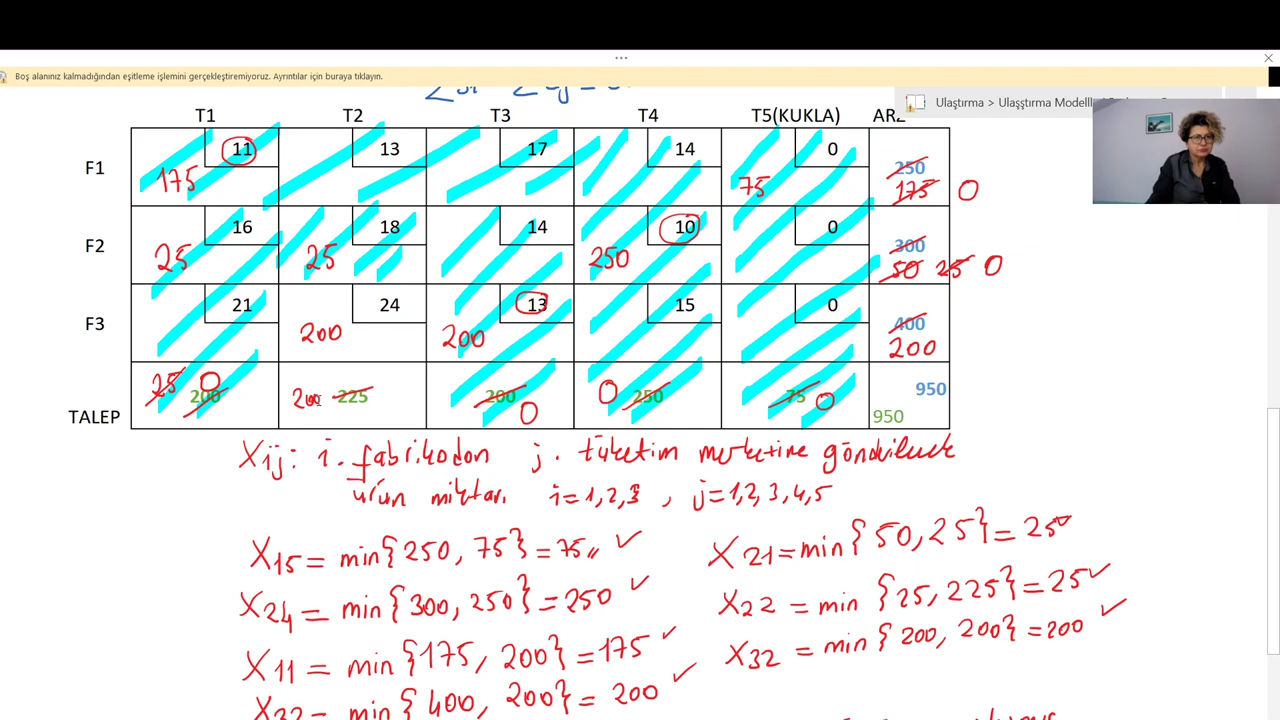 Boş alanınız kalmadığından eşitleme işlemini gerçekleştiremiyoruz. Ayrıntılar için buraya tıklayın.
Ulaştırma > Ulaşştırma Modelll
T1 T2 T3 T4 T5(KUKLA) ARZ
F1 11 175 13 17 14 0 75 250 175 0
F2 16 25 18 25 14 10 250 0 300 50 25 0
F3 21 24 200 13 200 15 0 400 200
TALEP 25 0 200 200 225 200 0 0 250 75 0 950 950
Xij: i. fabrikadan j. tüketim merkezine gönderilecek
ürün miktarı i=1,2,3 , j=1,2,3,4,5
X15 = min{250, 75} = 75 ✓
X24 = min{300, 250} = 250 ✓
X11 = min{175, 200} = 175 ✓
X32 = min{400, 200} = 200 ✓
X21 = min{50, 25} = 25 ✓
X22 = min{25, 225} = 25 ✓
X32 = min{200, 200} = 200 ✓